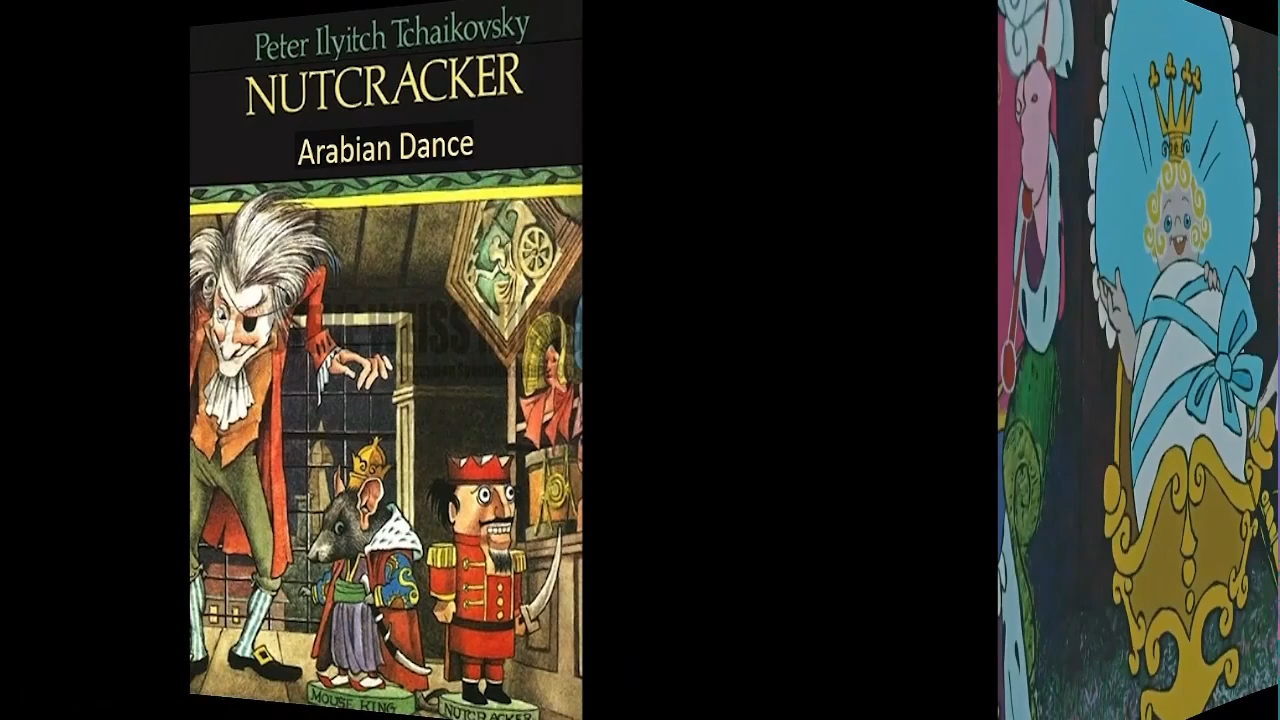 Peter Ilyitch Tchaikovsky
NUTCRACKER
Arabian Dance
MOUSE KING
NUTCRACKER